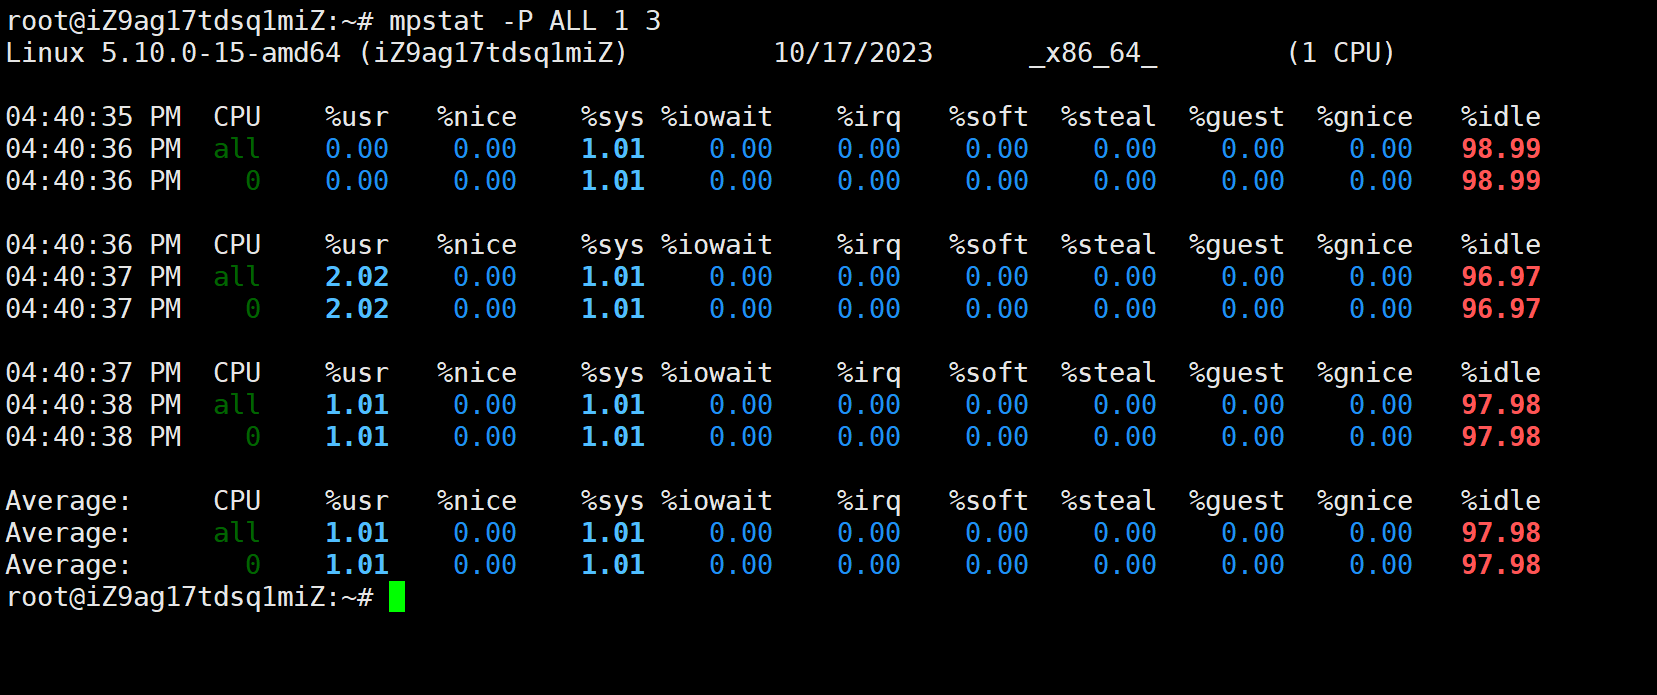 root@iZ9ag17tdsq1miZ:~# mpstat -P ALL 1 3
Linux 5.10.0-15-amd64 (iZ9ag17tdsq1miZ)         10/17/2023      _x86_64_        (1 CPU)

04:40:35 PM  CPU    %usr   %nice    %sys %iowait    %irq   %soft  %steal  %guest  %gnice   %idle
04:40:36 PM  all    0.00    0.00    1.01    0.00    0.00    0.00    0.00    0.00    0.00   98.99
04:40:36 PM    0    0.00    0.00    1.01    0.00    0.00    0.00    0.00    0.00    0.00   98.99

04:40:36 PM  CPU    %usr   %nice    %sys %iowait    %irq   %soft  %steal  %guest  %gnice   %idle
04:40:37 PM  all    2.02    0.00    1.01    0.00    0.00    0.00    0.00    0.00    0.00   96.97
04:40:37 PM    0    2.02    0.00    1.01    0.00    0.00    0.00    0.00    0.00    0.00   96.97

04:40:37 PM  CPU    %usr   %nice    %sys %iowait    %irq   %soft  %steal  %guest  %gnice   %idle
04:40:38 PM  all    1.01    0.00    1.01    0.00    0.00    0.00    0.00    0.00    0.00   97.98
04:40:38 PM    0    1.01    0.00    1.01    0.00    0.00    0.00    0.00    0.00    0.00   97.98

Average:     CPU    %usr   %nice    %sys %iowait    %irq   %soft  %steal  %guest  %gnice   %idle
Average:     all    1.01    0.00    1.01    0.00    0.00    0.00    0.00    0.00    0.00   97.98
Average:       0    1.01    0.00    1.01    0.00    0.00    0.00    0.00    0.00    0.00   97.98
root@iZ9ag17tdsq1miZ:~#